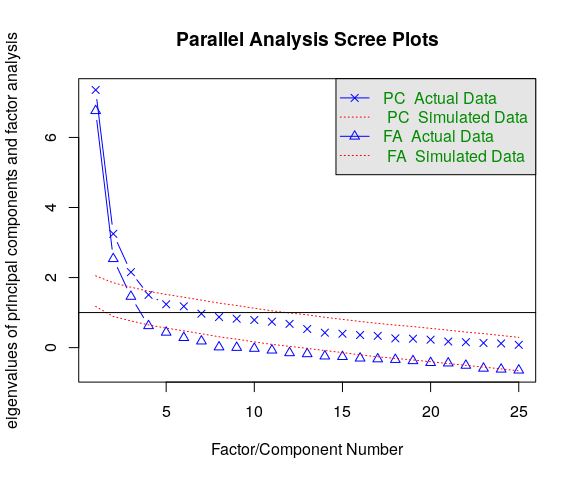 Parallel Analysis Scree Plots
eigenvalues of principal components and factor analysis
6
4
2
0
PC Actual Data
PC Simulated Data
FA Actual Data
FA Simulated Data
5
10
15
20
25
Factor/Component Number